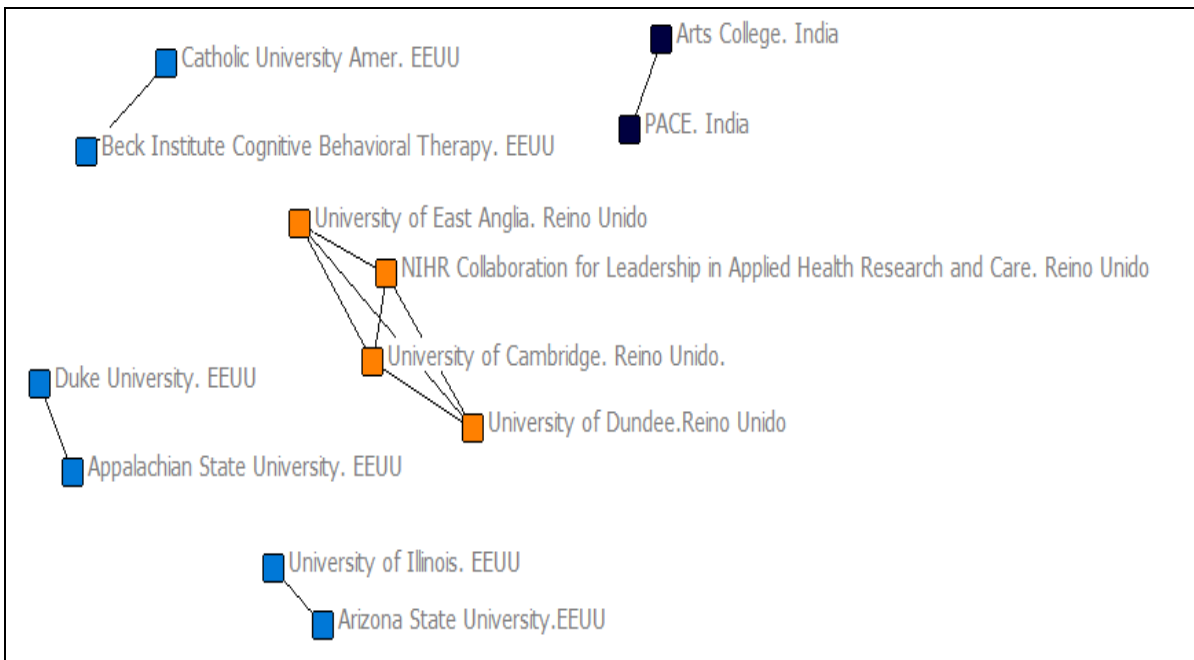 Catholic University Amer. EEUU
Arts College. India
PACE. India
Beck Institute Cognitive Behavioral Therapy. EEUU
University of East Anglia. Reino Unido
NIHR Collaboration for Leadership in Applied Health Research and Care. Reino Unido
University of Cambridge. Reino Unido.
Duke University. EEUU
University of Dundee.Reino Unido
Appalachian State University. EEUU
University of Illinois. EEUU
Arizona State University.EEUU